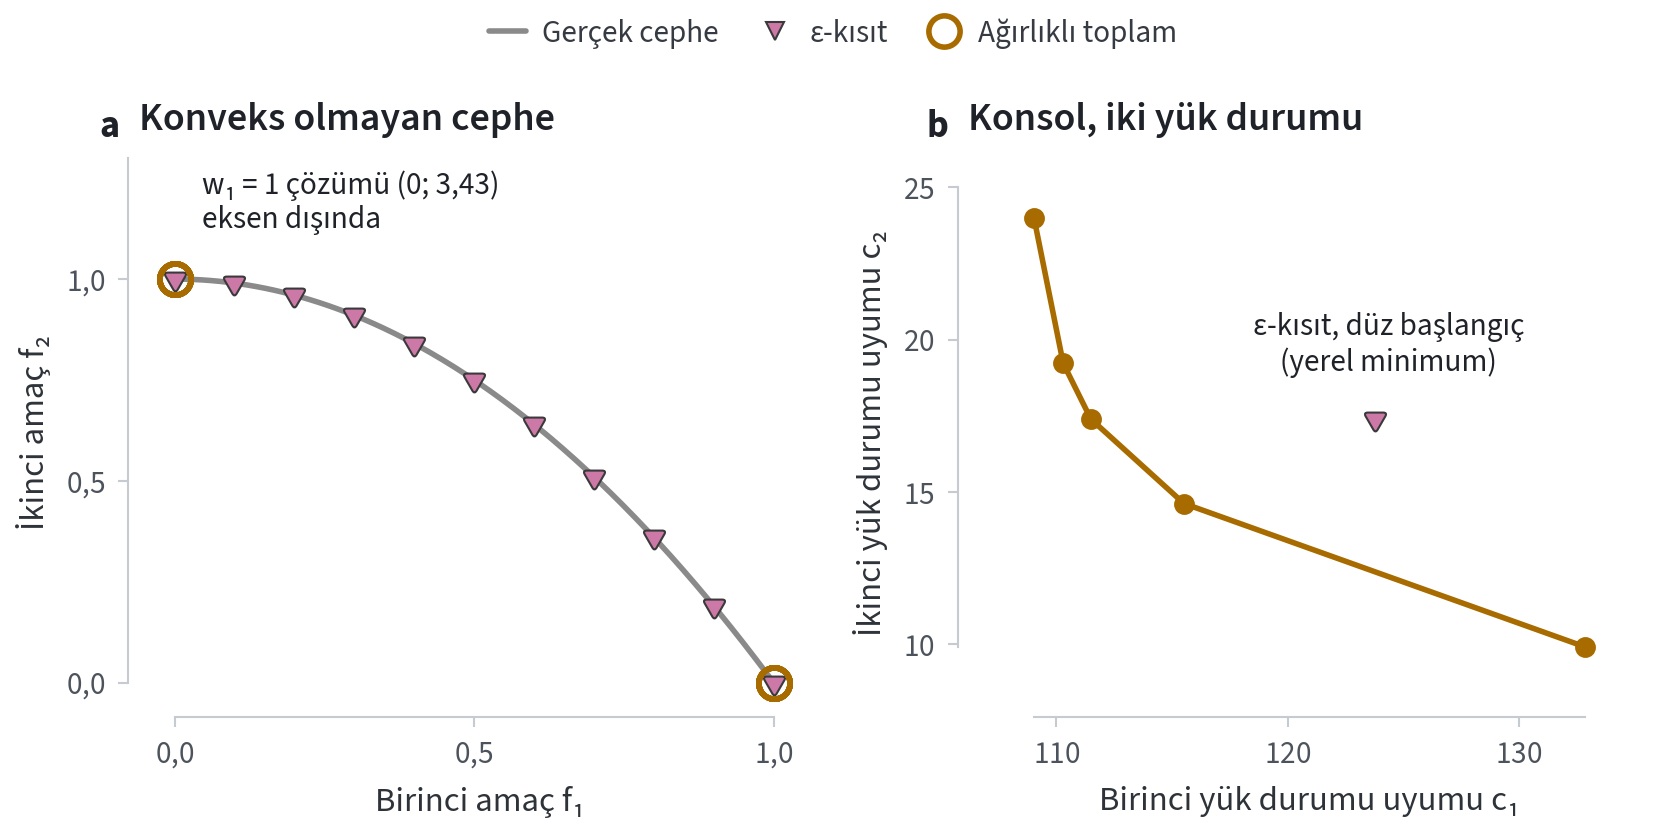 Gerçek cephe
ε-kısıt
Ağırlıklı toplam
a Konveks olmayan cephe
w₁ = 1 çözümü (0; 3,43)
eksen dışında
İkinci amaç f₂
1,0
0,5
0,0
0,0
0,5
1,0
Birinci amaç f₁
b Konsol, iki yük durumu
ε-kısıt, düz başlangıç
(yerel minimum)
İkinci yük durumu uyumu c₂
25
20
15
10
110
120
130
Birinci yük durumu uyumu c₁